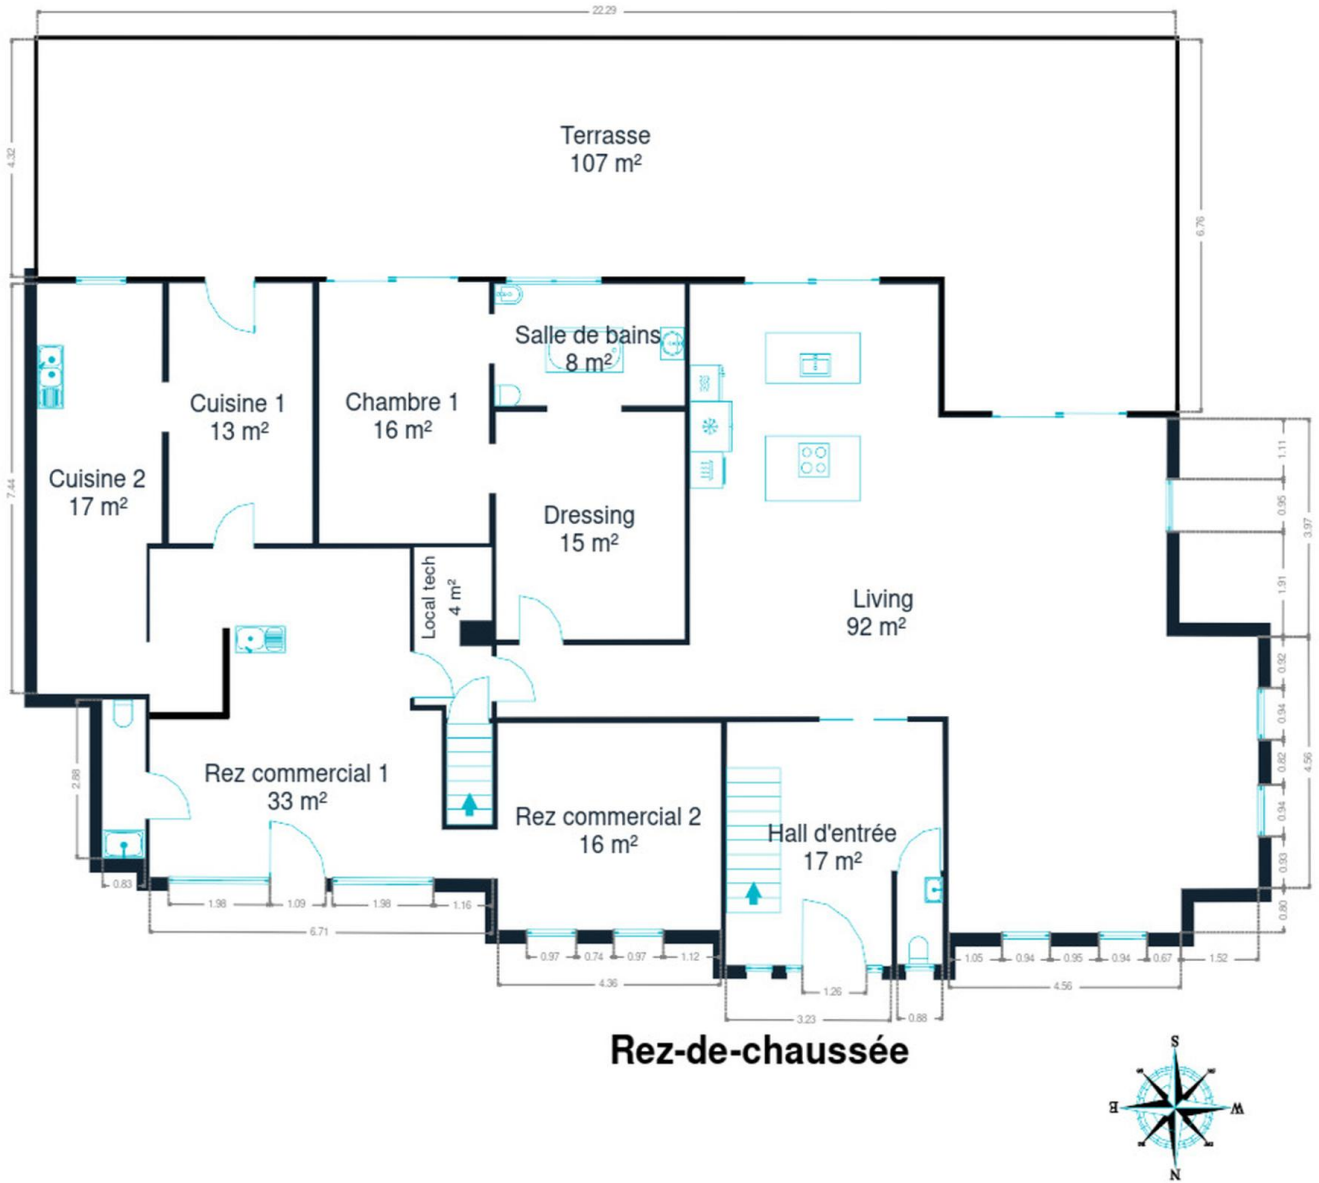 22.29
4.32
Terrasse
107 m²
6.76
7.44
Salle de bains
8 m²
Cuisine 1
13 m²
Chambre 1
16 m²
Cuisine 2
17 m²
Dressing
15 m²
Local tech
4 m²
Living
92 m²
1.11
0.95
3.97
1.91
0.92
0.94
0.82
4.56
0.94
0.93
0.80
2.88
Rez commercial 1
33 m²
Rez commercial 2
16 m²
Hall d'entrée
17 m²
0.83
1.98
1.09
1.98
1.16
6.71
0.97
0.74
0.97
1.12
4.36
1.26
3.23
0.88
1.05
0.94
0.95
0.94
0.67
1.52
4.56
Rez-de-chaussée
S
E
W
N